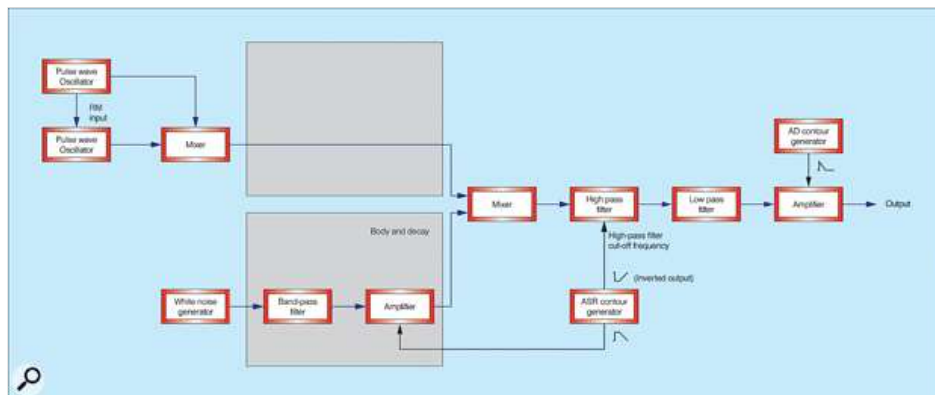 Pulse wave
Oscillator
RM
input
Pulse wave
Oscillator
Mixer
Body and decay
White noise
generator
Band-pass
filter
Amplifier
Mixer
High pass
filter
Low pass
filter
AD contour
generator
Amplifier
Output
High-pass filter
cut-off frequency
(Inverted output)
ASR contour
generator